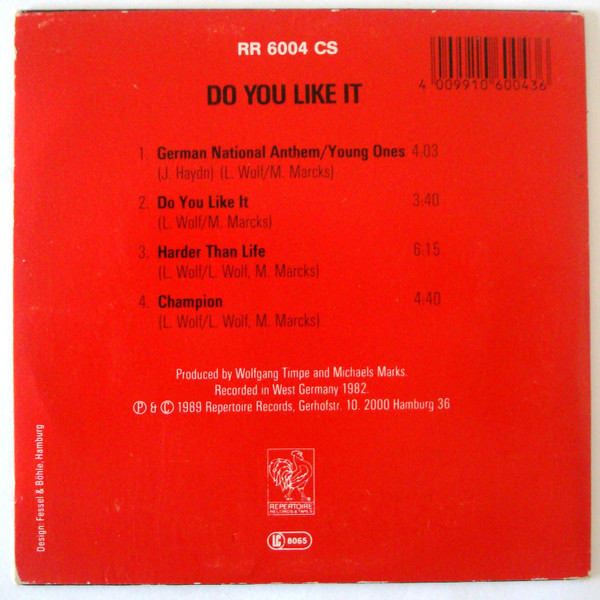 RR 6004 CS
4 009910 600436
DO YOU LIKE IT
1. German National Anthem/Young Ones 4:03
(J. Haydn) (L. Wolf/M. Marcks)
2. Do You Like It 3:40
(L. Wolf/M. Marcks)
3. Harder Than Life 6:15
(L. Wolf/L. Wolf, M. Marcks)
4. Champion 4:40
(L. Wolf/L. Wolf, M. Marcks)
Produced by Wolfgang Timpe and Michaels Marks.
Recorded in West Germany 1982.
Ⓟ & © 1989 Repertoire Records, Gerhofstr. 10. 2000 Hamburg 36
Design: Fessel & Böhle, Hamburg
REPERTOIRE
RECORDS & TAPES
LC 8065